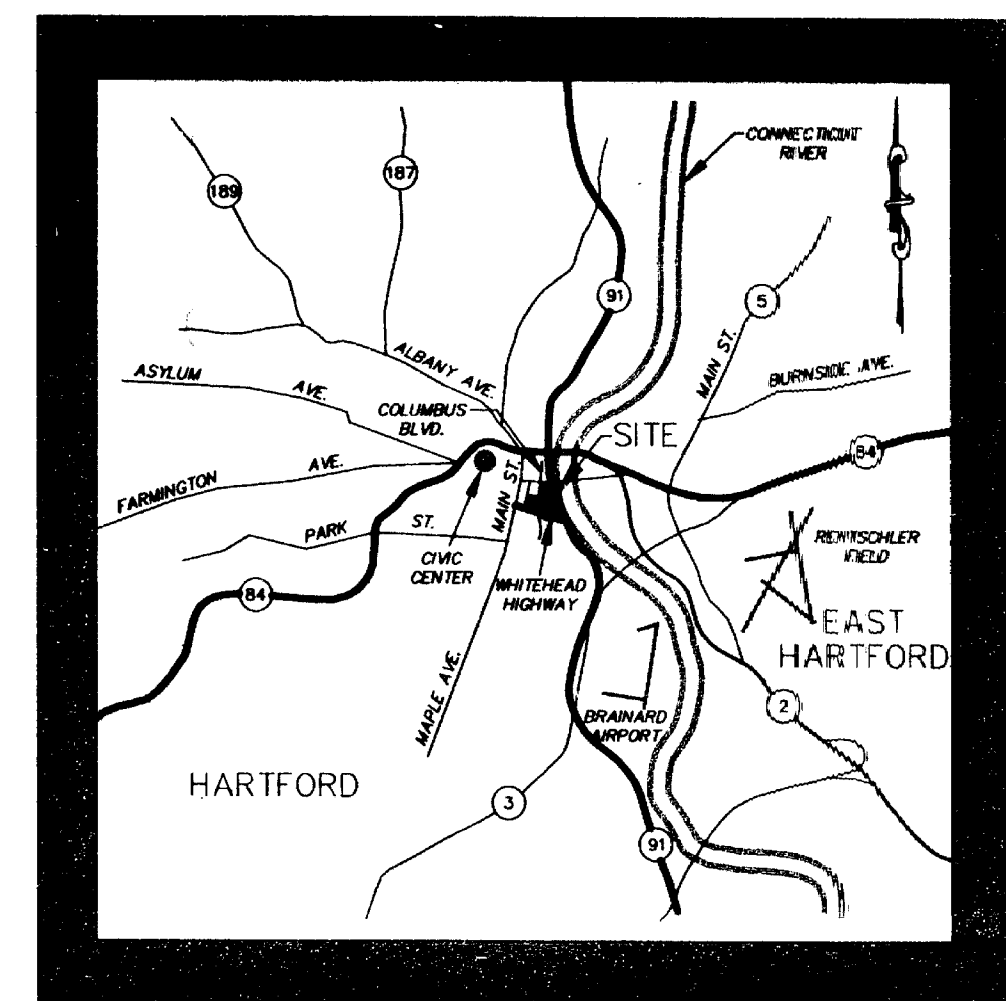 CONNECTICUT
RIVER
187
189
91
5
MAIN ST.
ALBANY AVE.
BURNSIDE AVE.
ASYLUM AVE.
COLUMBUS
BLVD.
SITE
84
FARMINGTON AVE.
MAIN ST.
PARK ST.
CIVIC
CENTER
WHITEHEAD
HIGHWAY
RENTSCHLER
FIELD
84
EAST
HARTFORD
MAPLE AVE.
2
BRAINARD
AIRPORT
HARTFORD
3
91